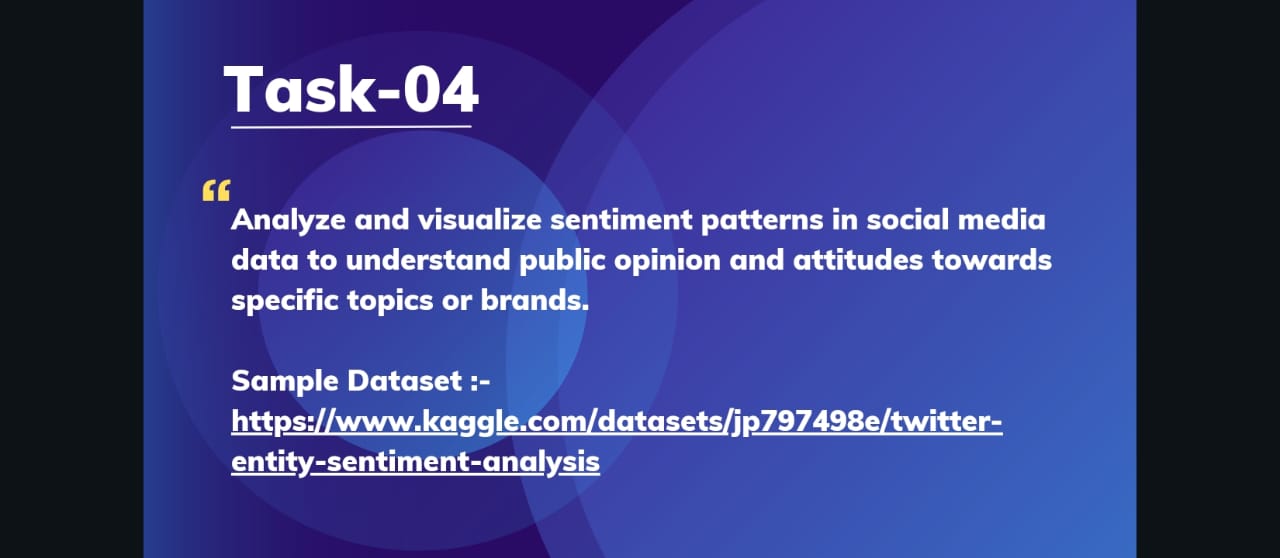 Task-04
“
Analyze and visualize sentiment patterns in social media
data to understand public opinion and attitudes towards
specific topics or brands.
Sample Dataset :-
https://www.kaggle.com/datasets/jp797498e/twitter-
entity-sentiment-analysis